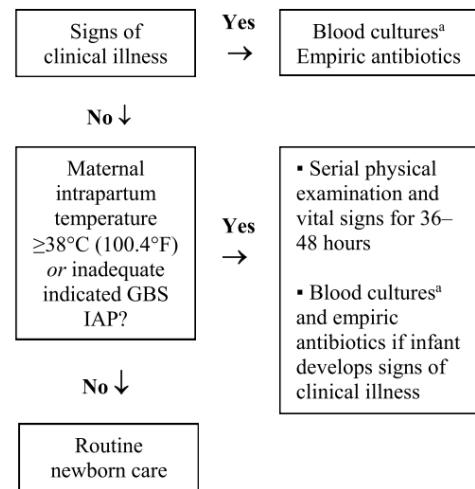 Signs of
clinical illness
Yes
→
Blood culturesᵃ
Empiric antibiotics
No ↓
Maternal
intrapartum
temperature
≥38°C (100.4°F)
or inadequate
indicated GBS
IAP?
Yes
→
▪ Serial physical
examination and
vital signs for 36–
48 hours
▪ Blood culturesᵃ
and empiric
antibiotics if infant
develops signs of
clinical illness
No ↓
Routine
newborn care